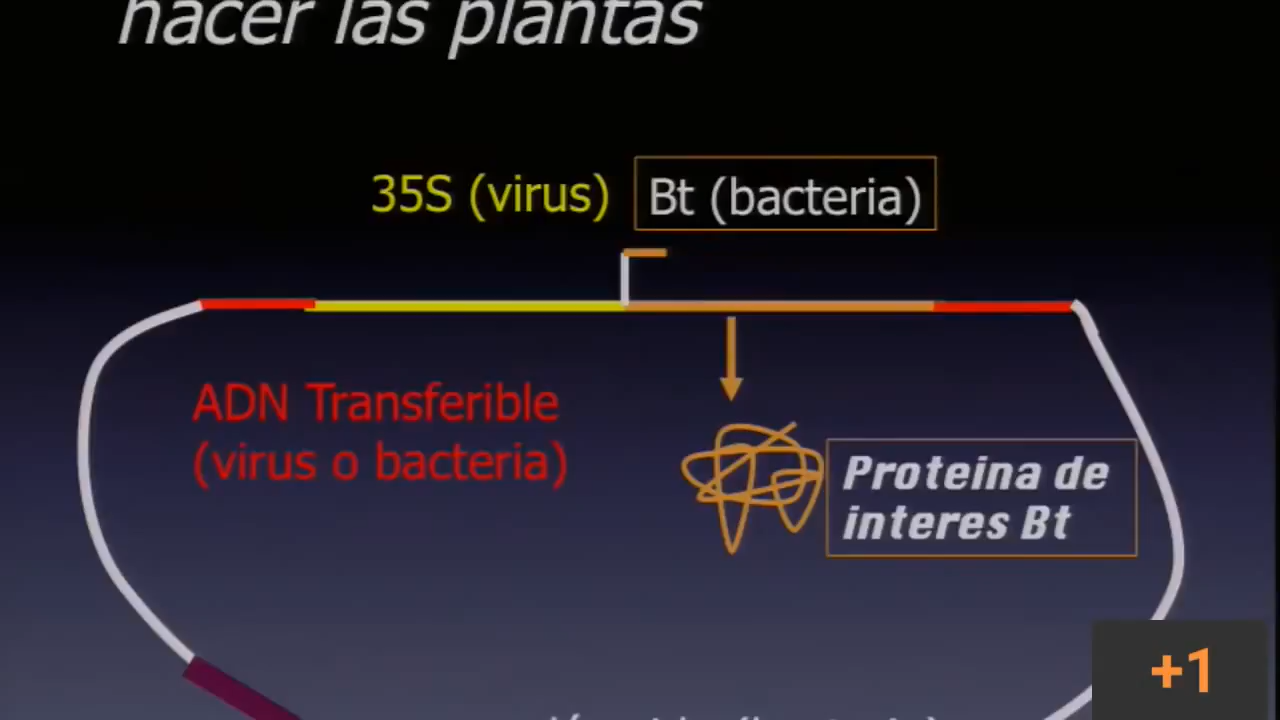 hacer las plantas
35S (virus)
Bt (bacteria)
ADN Transferible
(virus o bacteria)
Proteina de
interes Bt
+1